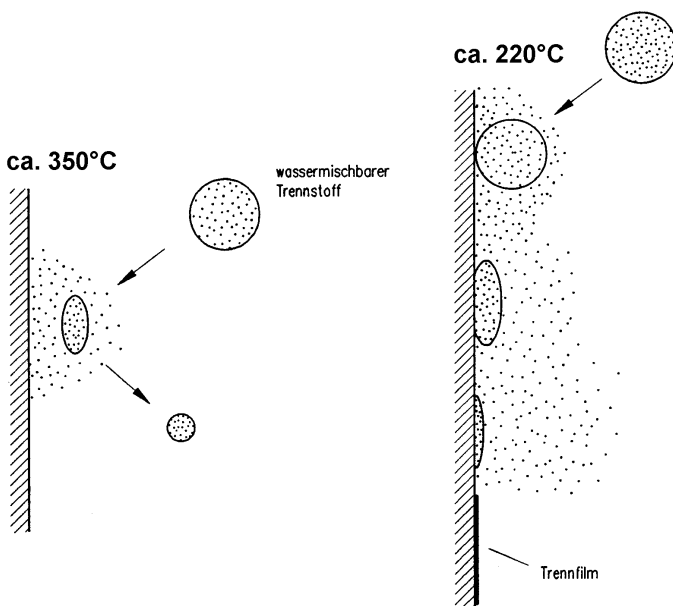 ca. 350°C
wassermischbarer
Trennstoff
ca. 220°C
Trennfilm